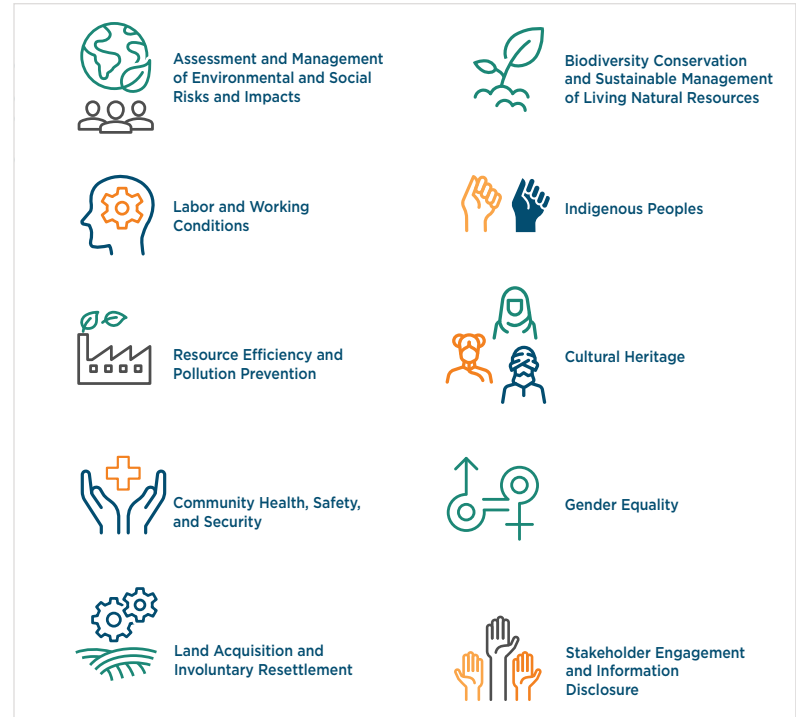 Assessment and Management
of Environmental and Social
Risks and Impacts
Biodiversity Conservation
and Sustainable Management
of Living Natural Resources
Labor and Working
Conditions
Indigenous Peoples
Resource Efficiency and
Pollution Prevention
Cultural Heritage
Community Health, Safety,
and Security
Gender Equality
Land Acquisition and
Involuntary Resettlement
Stakeholder Engagement
and Information
Disclosure